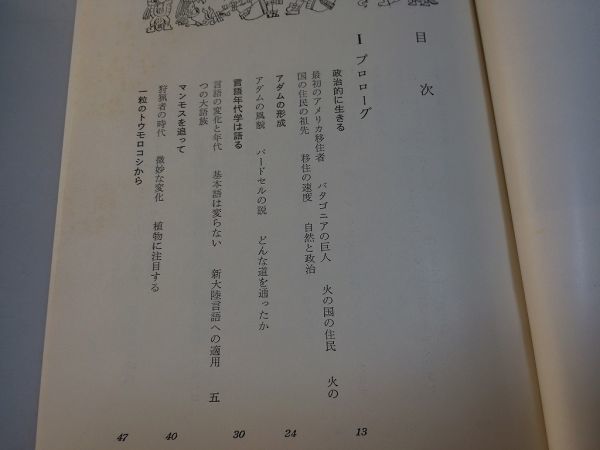 目次
Ⅰ プロローグ
政治的に生きる 13
最初のアメリカ移住者 パタゴニアの巨人 火の国の住民 火の
国の住民の祖先 移住の速度 自然と政治
アダムの形成 24
アダムの風貌 バードセルの説 どんな道を通ったか
言語年代学は語る 30
言語の変化と年代 基本語は変らない 新大陸言語への適用 五
つの大語族
マンモスを追って 40
狩猟者の時代 微妙な変化 植物に注目する
一粒のトウモロコシから 47